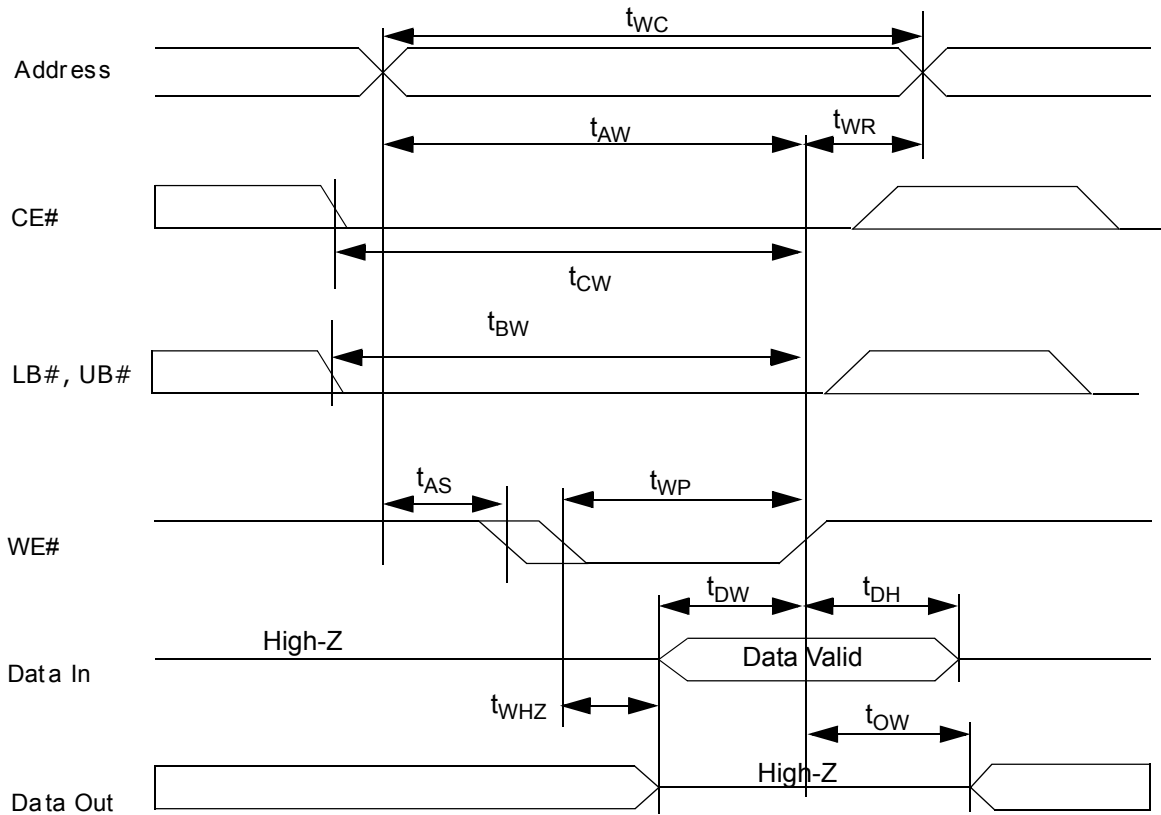 tWC
Address
tAW
tWR
CE#
tCW
tBW
LB#, UB#
tAS
tWP
WE#
tDW
tDH
High-Z
Data Valid
Data In
tWHZ
tOW
High-Z
Data Out